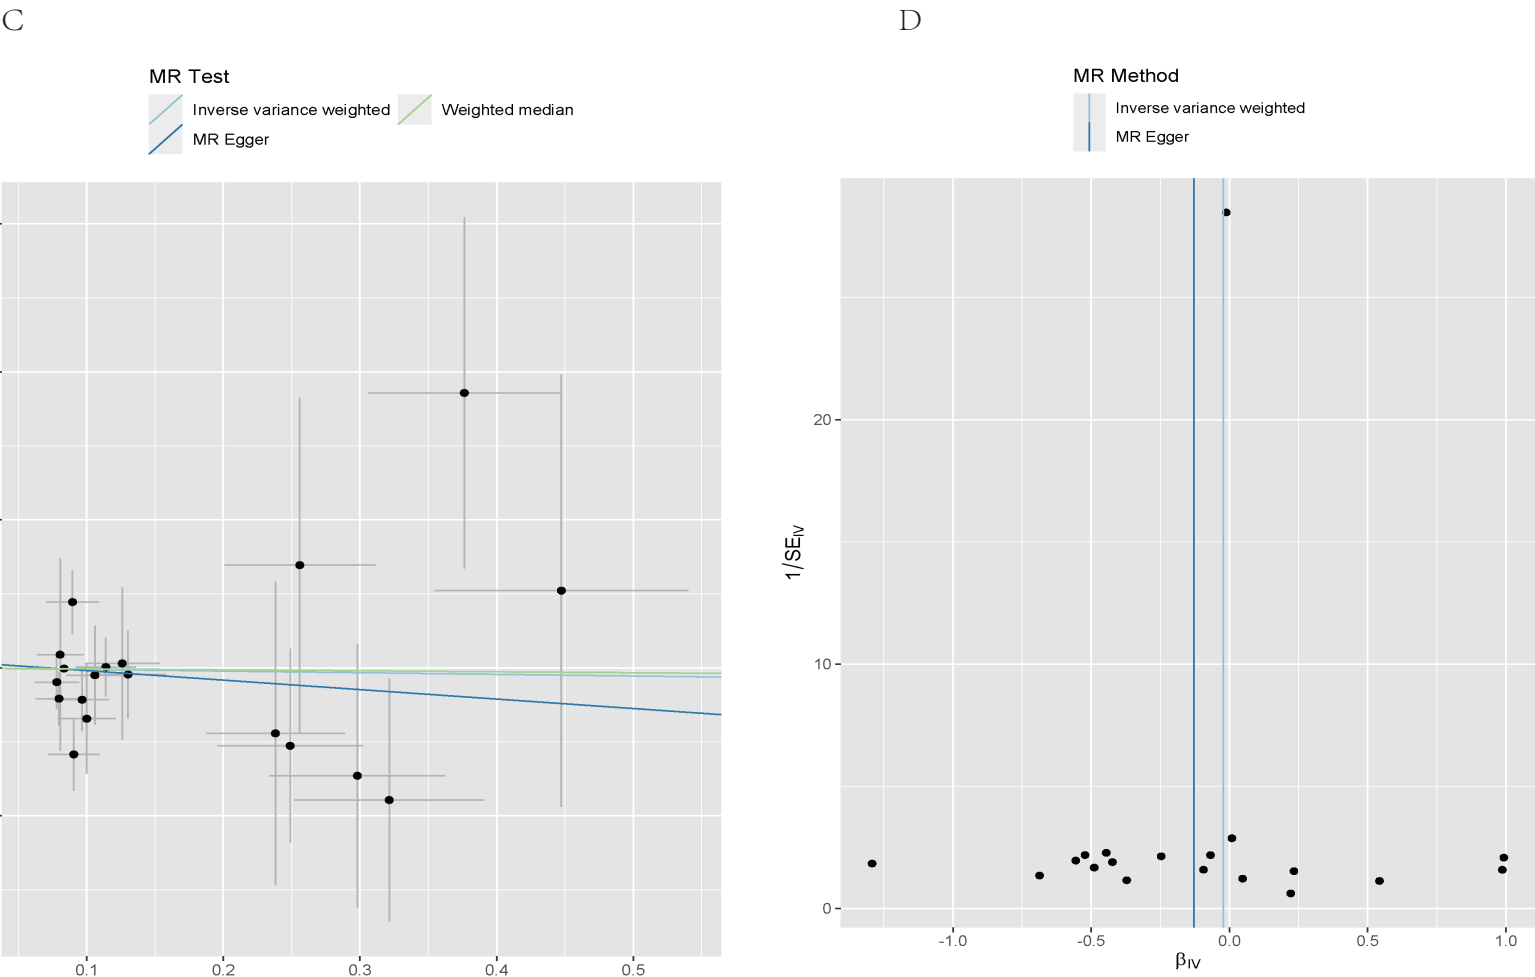 C
MR Test
Inverse variance weighted
Weighted median
MR Egger
0.1
0.2
0.3
0.4
0.5
D
MR Method
Inverse variance weighted
MR Egger
1/SE_IV
20
10
0
-1.0
-0.5
0.0
0.5
1.0
β_IV